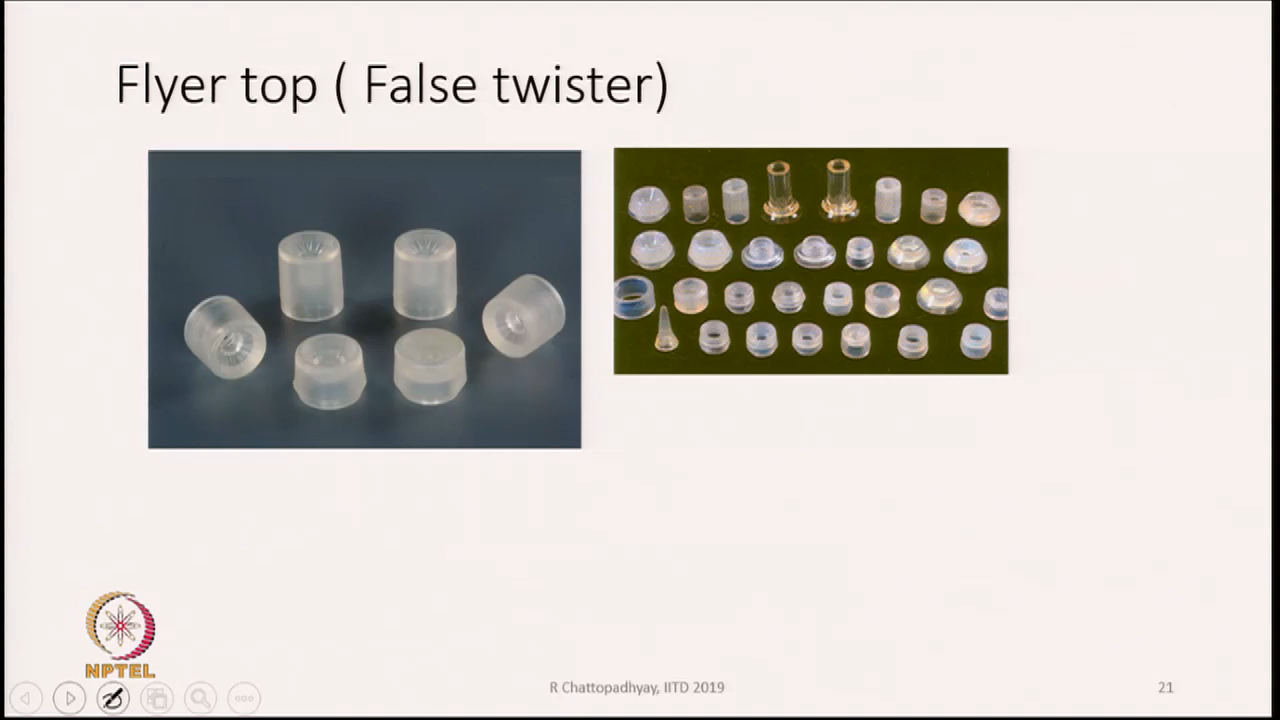 Flyer top ( False twister)
NPTEL
R Chattopadhyay, IITD 2019
21